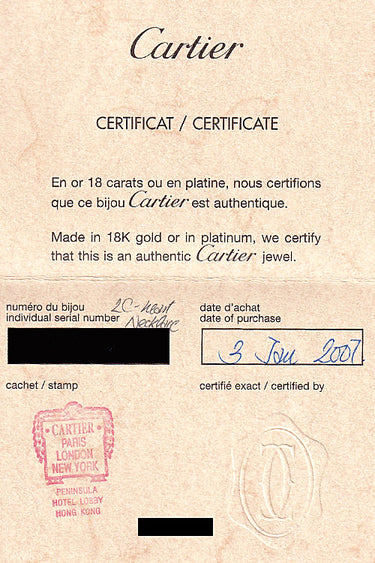 Cartier
CERTIFICAT / CERTIFICATE
En or 18 carats ou en platine, nous certifions
que ce bijou Cartier est authentique.
Made in 18K gold or in platinum, we certify
that this is an authentic Cartier jewel.
numéro du bijou
individual serial number
2C-Heart
Necklace
date d'achat
date of purchase
3 Jan 2007.
cachet / stamp
certifié exact / certified by
CARTIER
PARIS
LONDON
NEW YORK
PENINSULA
HOTEL LOBBY
HONG KONG